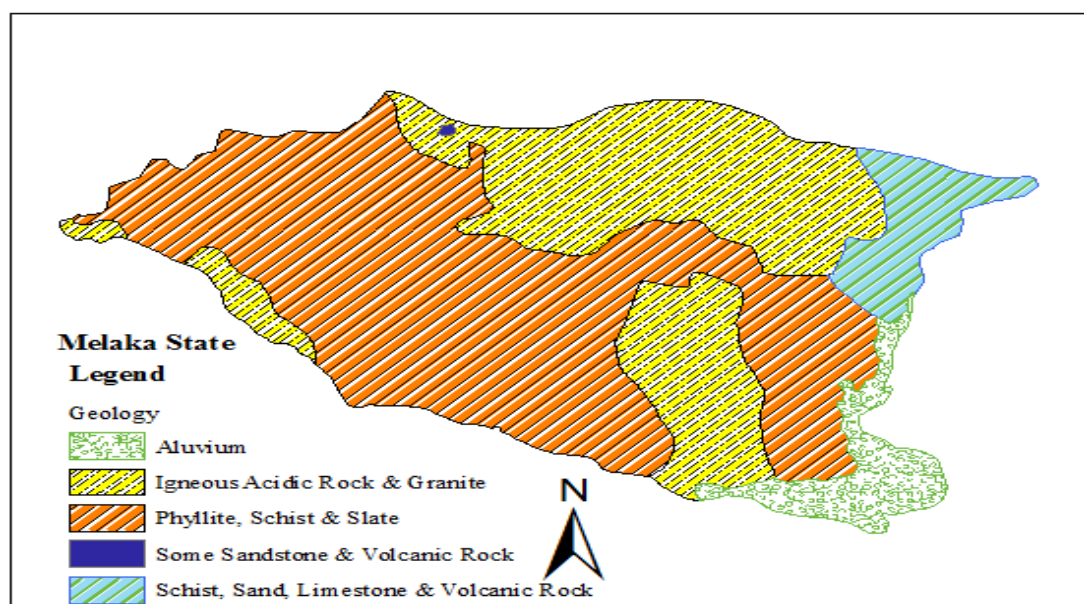 Melaka State
Legend
Geology
Aluvium
Igneous Acidic Rock & Granite
Phyllite, Schist & Slate
Some Sandstone & Volcanic Rock
Schist, Sand, Limestone & Volcanic Rock
N